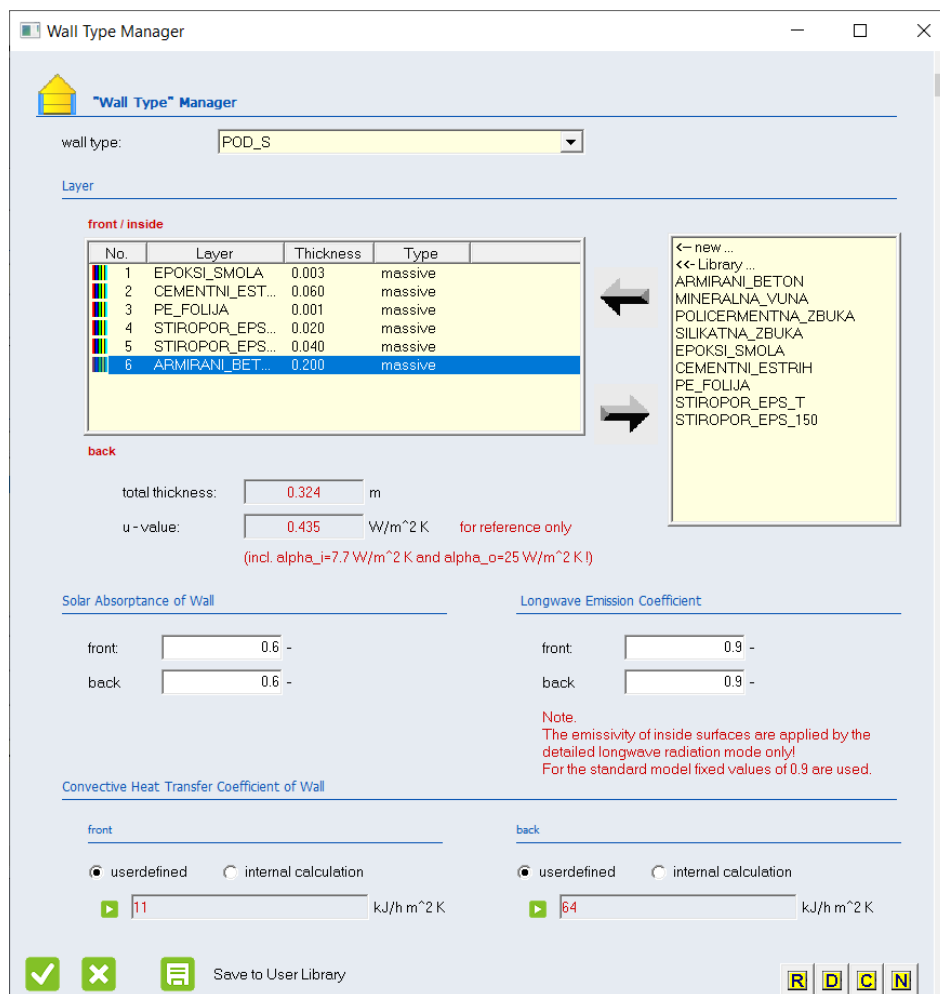 Wall Type Manager
"Wall Type" Manager
wall type: POD_S
Layer
front / inside
No. Layer Thickness Type
1 EPOKSI_SMOLA 0.003 massive
2 CEMENTNI_EST... 0.060 massive
3 PE_FOLIJA 0.001 massive
4 STIROPOR_EPS... 0.020 massive
5 STIROPOR_EPS... 0.040 massive
6 ARMIRANI_BET... 0.200 massive
back
<-- new ...
<<- Library ...
ARMIRANI_BETON
MINERALNA_VUNA
POLICERMENTNA_ZBUKA
SILIKATNA_ZBUKA
EPOKSI_SMOLA
CEMENTNI_ESTRIH
PE_FOLIJA
STIROPOR_EPS_T
STIROPOR_EPS_150
total thickness: 0.324 m
u - value: 0.435 W/m^2 K for reference only
(incl. alpha_i=7.7 W/m^2 K and alpha_o=25 W/m^2 K !)
Solar Absorptance of Wall
front: 0.6 -
back 0.6 -
Longwave Emission Coefficient
front: 0.9 -
back 0.9 -
Note.
The emissivity of inside surfaces are applied by the
detailed longwave radiation mode only!
For the standard model fixed values of 0.9 are used.
Convective Heat Transfer Coefficient of Wall
front
userdefined internal calculation
11 kJ/h m^2 K
back
userdefined internal calculation
64 kJ/h m^2 K
Save to User Library
R D C N